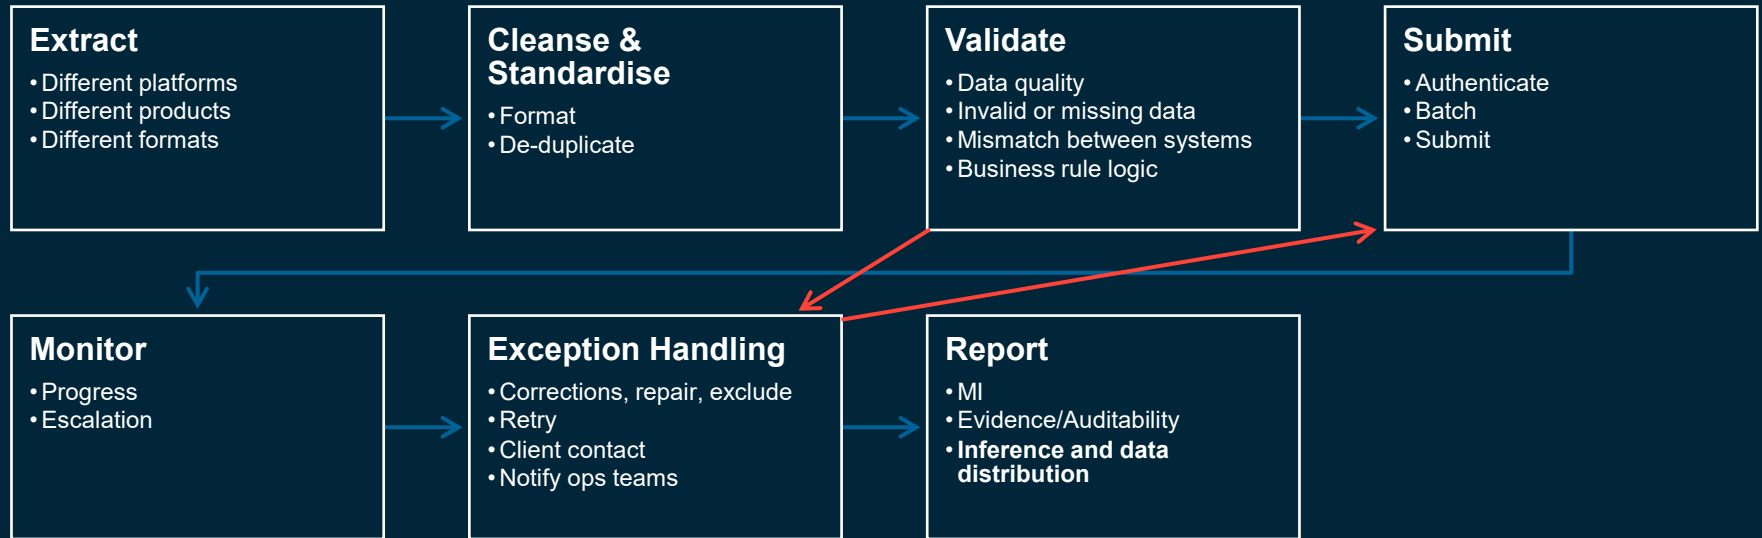 Extract
• Different platforms
• Different products
• Different formats
Cleanse &
Standardise
• Format
• De-duplicate
Validate
• Data quality
• Invalid or missing data
• Mismatch between systems
• Business rule logic
Submit
• Authenticate
• Batch
• Submit
Monitor
• Progress
• Escalation
Exception Handling
• Corrections, repair, exclude
• Retry
• Client contact
• Notify ops teams
Report
• MI
• Evidence/Auditability
• Inference and data
distribution